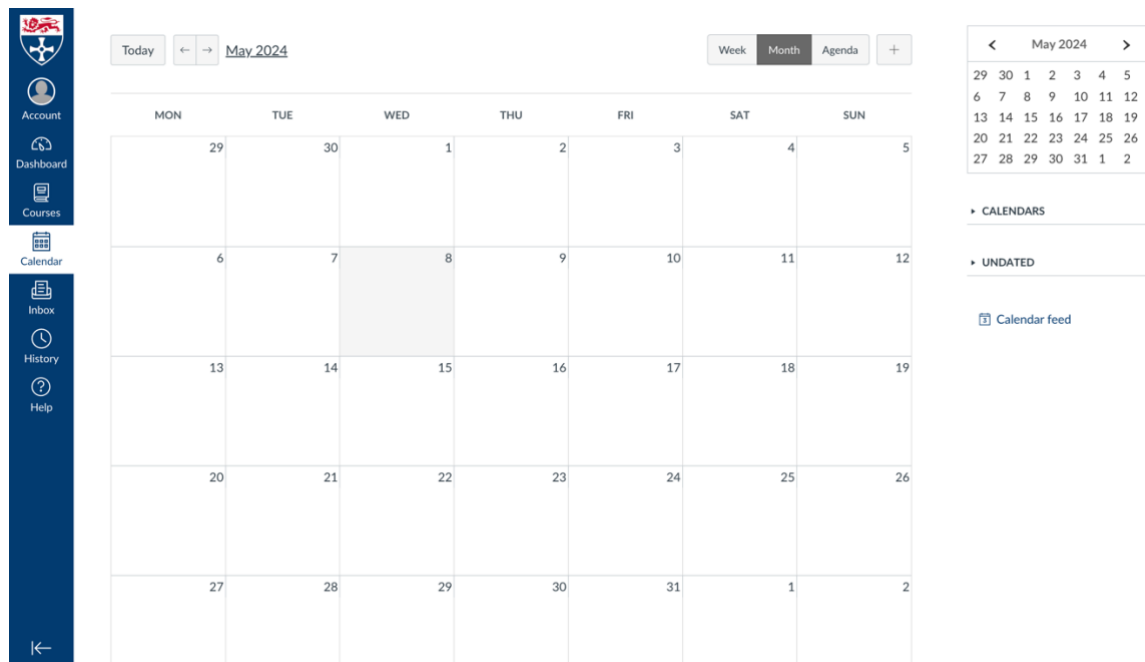 Account
Dashboard
Courses
Calendar
Inbox
History
Help
Today ← → May 2024
Week Month Agenda +
MON TUE WED THU FRI SAT SUN
29 30 1 2 3 4 5
6 7 8 9 10 11 12
13 14 15 16 17 18 19
20 21 22 23 24 25 26
27 28 29 30 31 1 2
May 2024
29 30 1 2 3 4 5
6 7 8 9 10 11 12
13 14 15 16 17 18 19
20 21 22 23 24 25 26
27 28 29 30 31 1 2
CALENDARS
UNDATED
3 Calendar feed